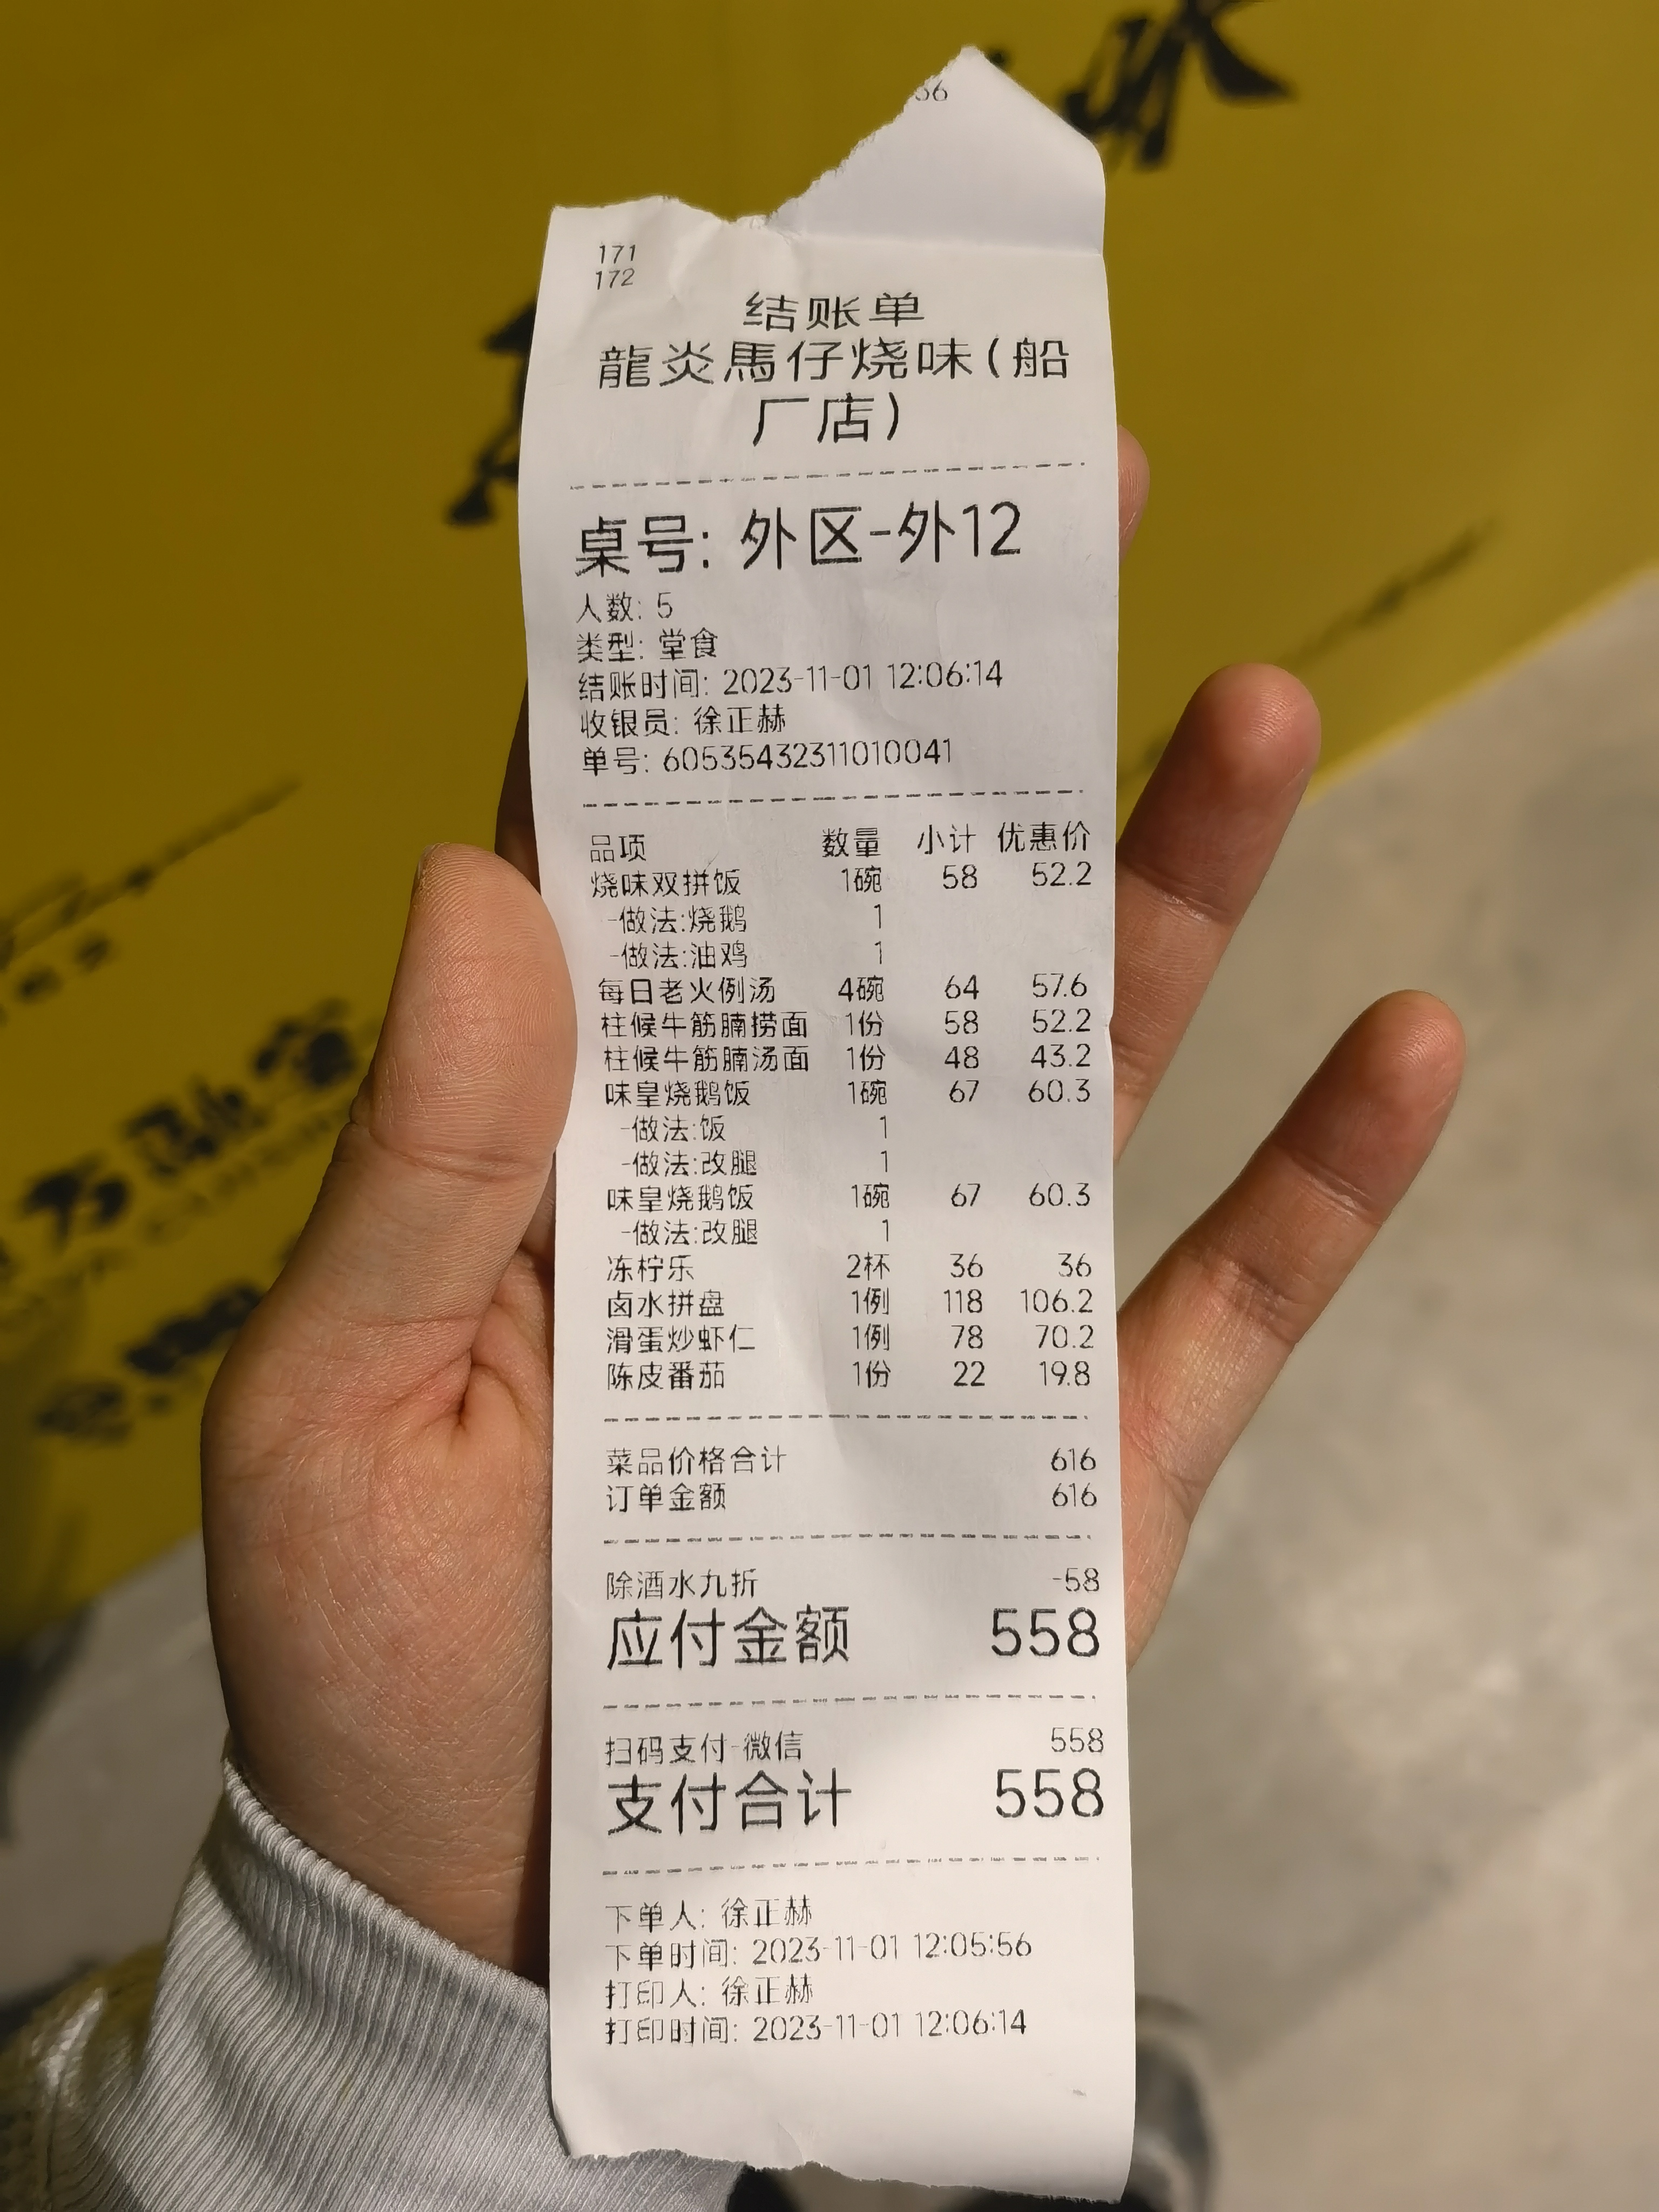 66
171
172
结账单
龍炎馬仔烧味(船
厂店)
桌号: 外区-外12
人数: 5
类型: 堂食
结账时间: 2023-11-01 12:06:14
收银员: 徐正赫
单号: 60535432311010041
品项 数量 小计 优惠价
烧味双拼饭 1碗 58 52.2
-做法:烧鹅 1
-做法:油鸡 1
每日老火例汤 4碗 64 57.6
柱候牛筋腩捞面 1份 58 52.2
柱候牛筋腩汤面 1份 48 43.2
味皇烧鹅饭 1碗 67 60.3
-做法:饭 1
-做法:改腿 1
味皇烧鹅饭 1碗 67 60.3
-做法:改腿 1
冻柠乐 2杯 36 36
卤水拼盘 1例 118 106.2
滑蛋炒虾仁 1例 78 70.2
陈皮番茄 1份 22 19.8
菜品价格合计 616
订单金额 616
除酒水九折 -58
应付金额 558
扫码支付-微信 558
支付合计 558
下单人: 徐正赫
下单时间: 2023-11-01 12:05:56
打印人: 徐正赫
打印时间: 2023-11-01 12:06:14